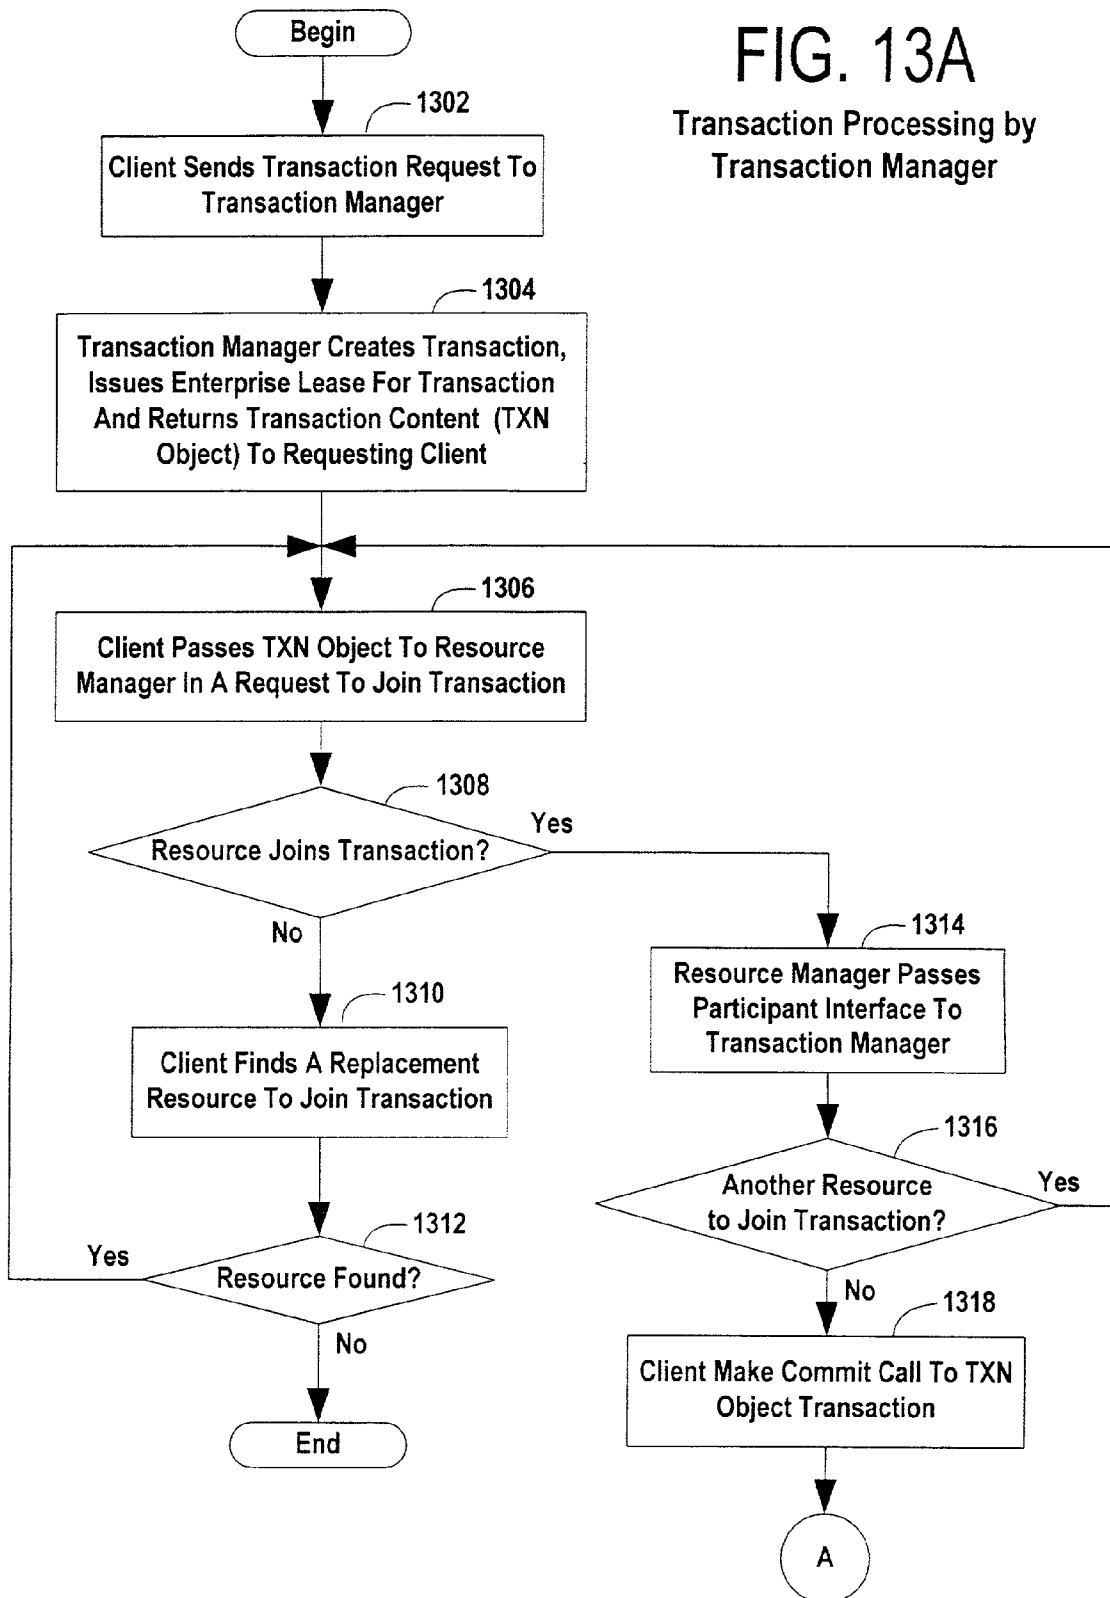 Begin
FIG. 13A
Transaction Processing by
Transaction Manager
1302
Client Sends Transaction Request To
Transaction Manager
1304
Transaction Manager Creates Transaction,
Issues Enterprise Lease For Transaction
And Returns Transaction Content (TXN
Object) To Requesting Client
1306
Client Passes TXN Object To Resource
Manager In A Request To Join Transaction
1308
Resource Joins Transaction?
Yes
No
1310
Client Finds A Replacement
Resource To Join Transaction
1312
Resource Found?
Yes
No
End
1314
Resource Manager Passes
Participant Interface To
Transaction Manager
1316
Another Resource
to Join Transaction?
Yes
No
1318
Client Make Commit Call To TXN
Object Transaction
A